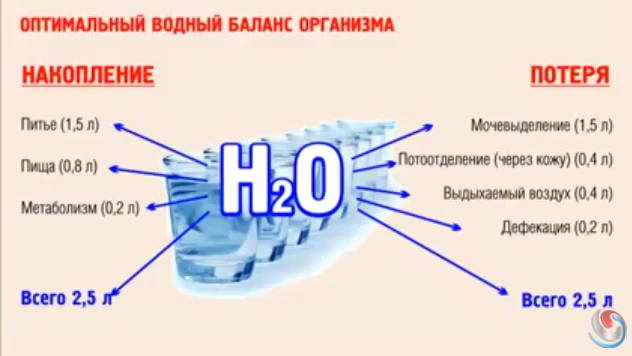 ОПТИМАЛЬНЫЙ ВОДНЫЙ БАЛАНС ОРГАНИЗМА
НАКОПЛЕНИЕ
Питье (1,5 л)
Пища (0,8 л)
Метаболизм (0,2 л)
Всего 2,5 л
H₂O
ПОТЕРЯ
Мочевыделение (1,5 л)
Потоотделение (через кожу) (0,4 л)
Выдыхаемый воздух (0,4 л)
Дефекация (0,2 л)
Всего 2,5 л